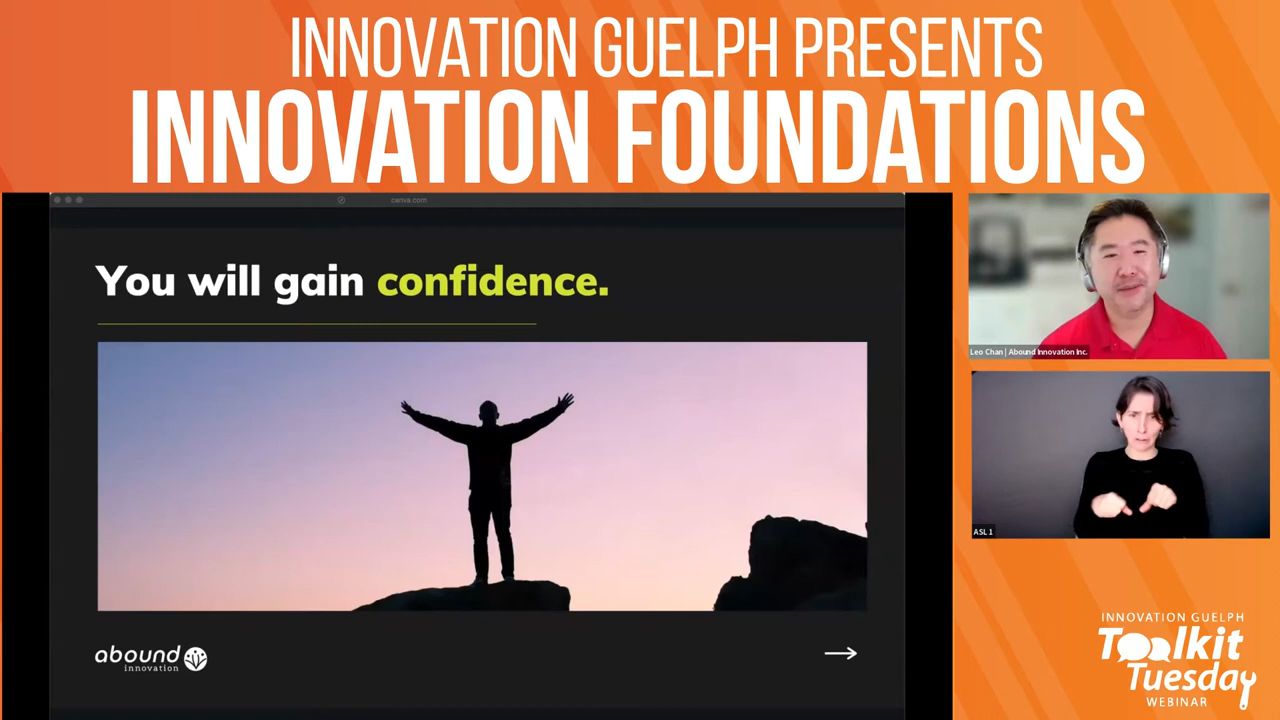 INNOVATION GUELPH PRESENTS
INNOVATION FOUNDATIONS
canva.com
You will gain confidence.
abound
innovation
Leo Chan | Abound Innovation Inc.
ASL 1
INNOVATION GUELPH
Toolkit
Tuesday
WEBINAR